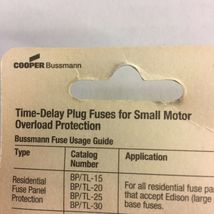 COOPER Bussmann
Time-Delay Plug Fuses for Small Motor
Overload Protection
Bussmann Fuse Usage Guide
Type Catalog Number Application
Residential Fuse Panel Protection
BP/TL-15
BP/TL-20
BP/TL-25
BP/TL-30
For all residential fuse pa
that accept Edison (large
base fuses.